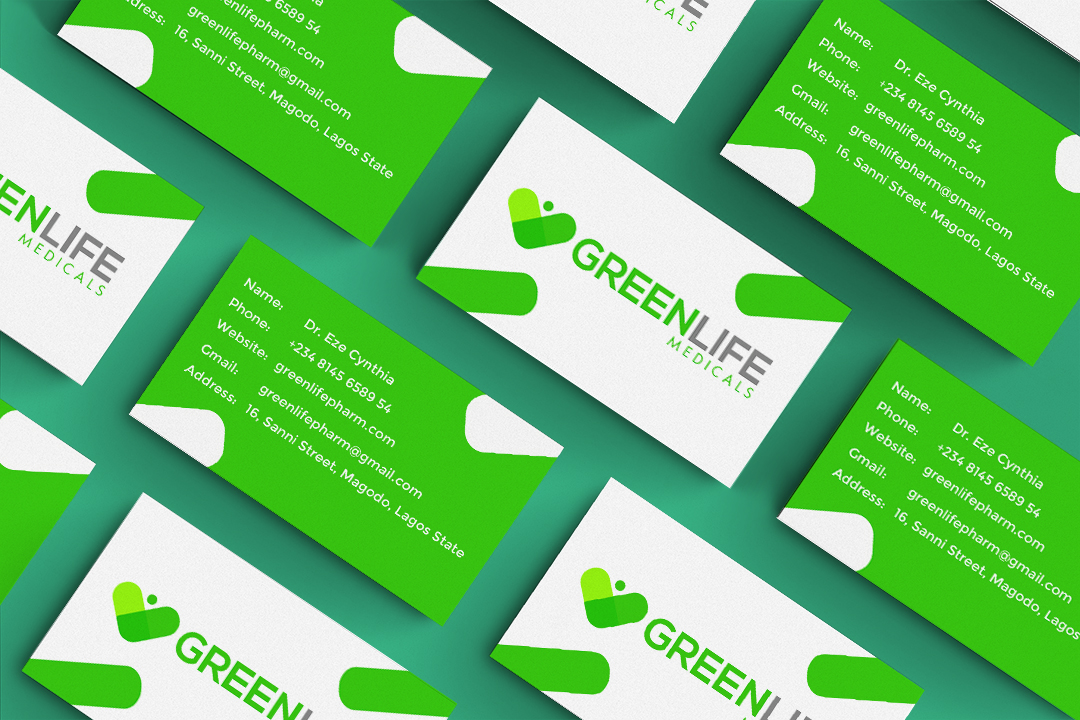 6589 54
greenlifepharm.com
greenlifepharm@gmail.com
16, Sanni Street, Magodo, Lagos State
Name: Dr. Eze Cynthia
Phone: +234 8145 6589 54
Website: greenlifepharm.com
Gmail: greenlifepharm@gmail.com
Address: 16, Sanni Street, Magodo, Lagos State
ENLIFE
MEDICALS
GREENLIFE
MEDICALS
Name: Dr. Eze Cynthia
Phone: +234 8145 6589 54
Website: greenlifepharm.com
Gmail: greenlifepharm@gmail.com
Address: 16, Sanni Street, Magodo, Lagos State
Name: Dr. Eze Cynthia
Phone: +234 8145 6589 54
Website: greenlifepharm.com
Gmail: greenlifepharm@gmail.com
Address: 16, Sanni Street, Magodo, Lagos
GREEN
GREENLI